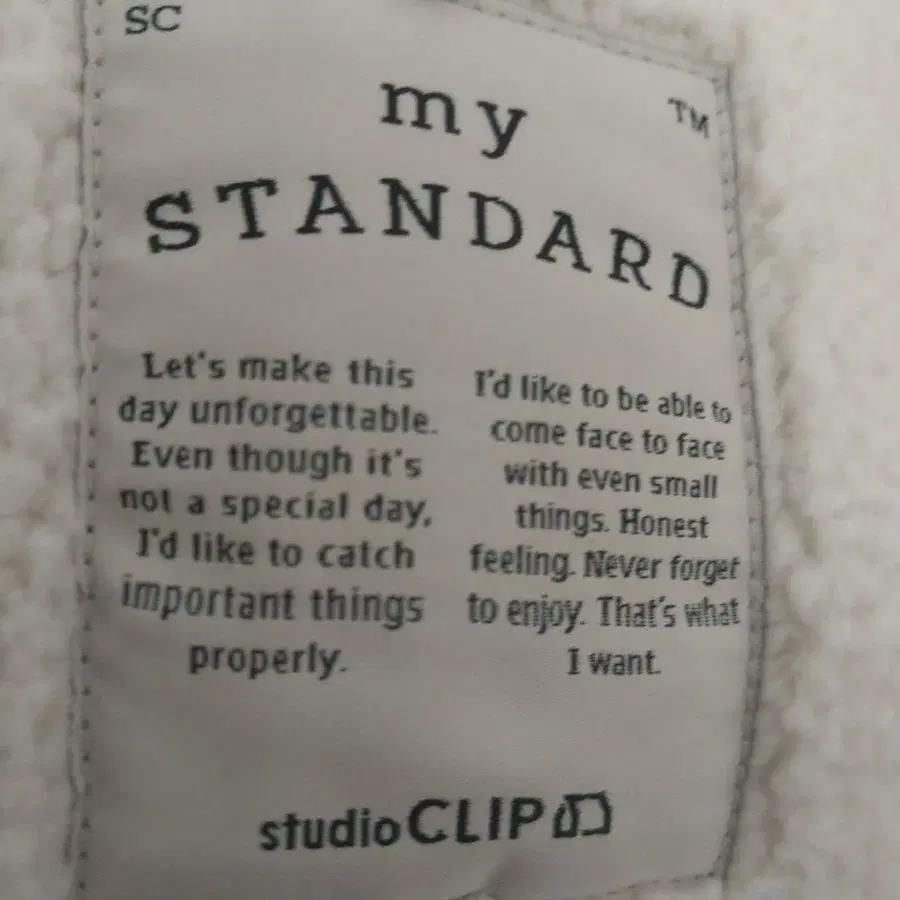 SC
my
TM
STANDARD
Let's make this
day unforgettable.
Even though it's
not a special day,
I'd like to catch
important things
properly.
I'd like to be able to
come face to face
with even small
things. Honest
feeling. Never forget
to enjoy. That's what
I want.
studio CLIP